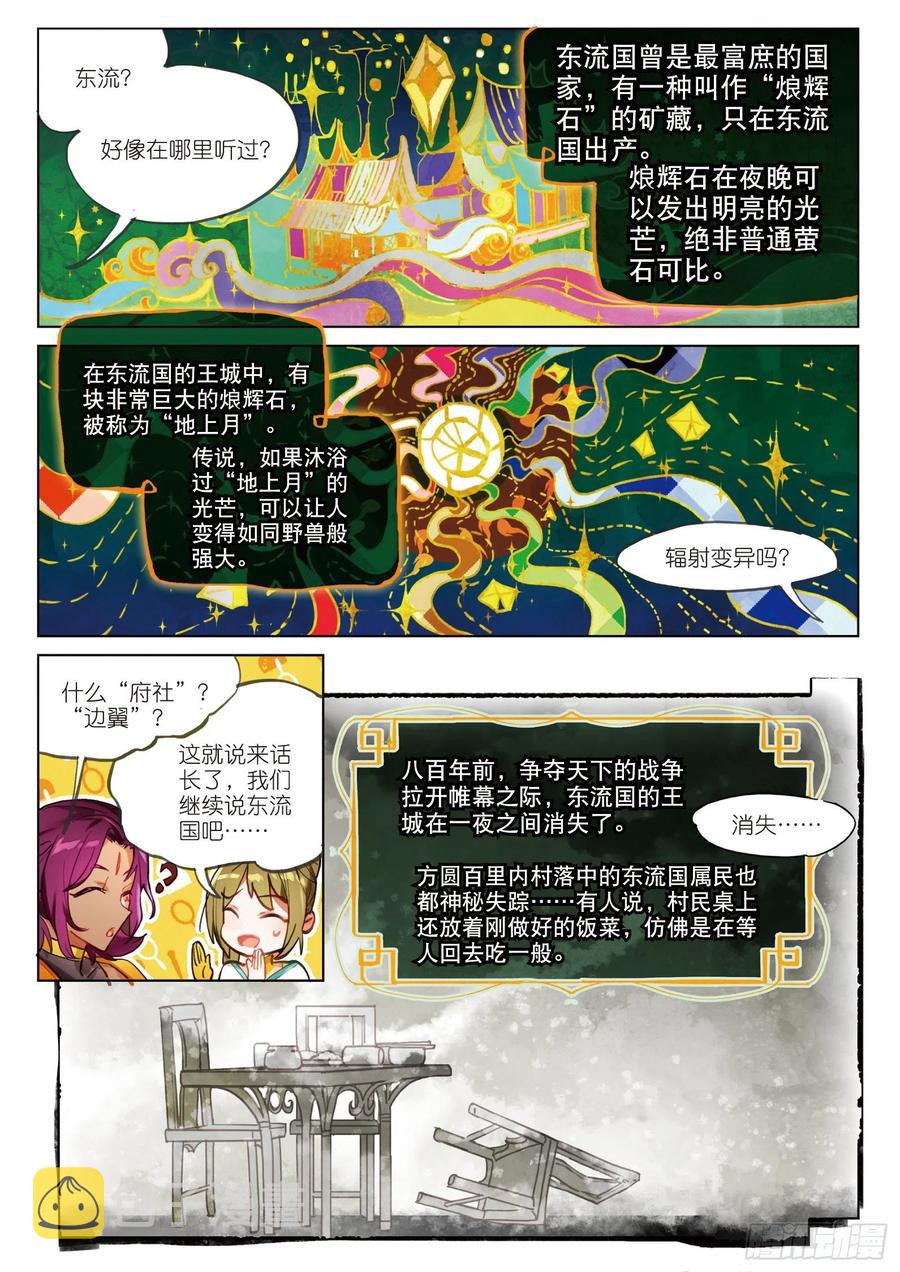 东流？
好像在哪里听过？
东流国曾是最富庶的国
家，有一种叫作“烺辉
石”的矿藏，只在东流
国出产。
烺辉石在夜晚可
以发出明亮的光
芒，绝非普通萤
石可比。
在东流国的王城中，有
块非常巨大的烺辉石，
被称为“地上月”。
传说，如果沐浴
过“地上月”的
光芒，可以让人
变得如同野兽般
强大。
辐射变异吗？
什么“府社”？
“边翼”？
这就说来话
长了，我们
继续说东流
国吧……
八百年前，争夺天下的战争
拉开帷幕之际，东流国的王
城在一夜之间消失了。
消失……
方圆百里内村落中的东流国属民也
都神秘失踪……有人说，村民桌上
还放着刚做好的饭菜，仿佛是在等
人回去吃一般。
腾讯动漫